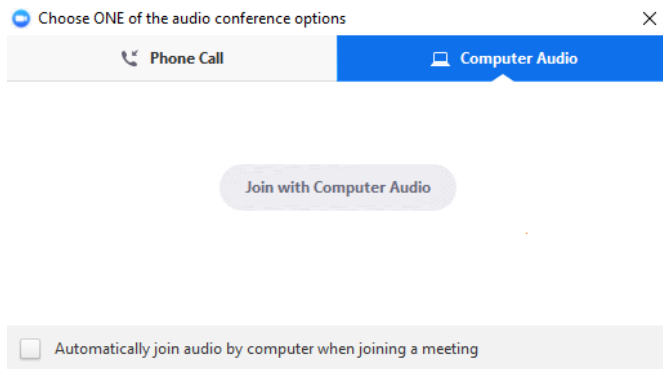 Choose ONE of the audio conference options
Phone Call
Computer Audio
Join with Computer Audio
Automatically join audio by computer when joining a meeting